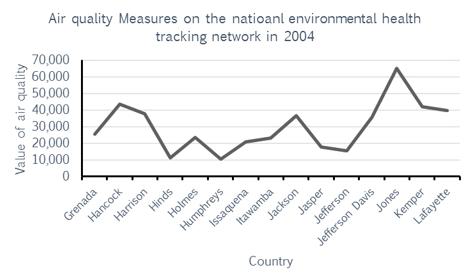 Air quality Measures on the natioanl environmental health
tracking network in 2004
Value of air quality
70,000
60,000
50,000
40,000
30,000
20,000
10,000
0
Grenada
Hancock
Harrison
Hinds
Holmes
Humphreys
Issaquena
Itawamba
Jackson
Jasper
Jefferson
Jefferson Davis
Jones
Kemper
Lafayette
Country